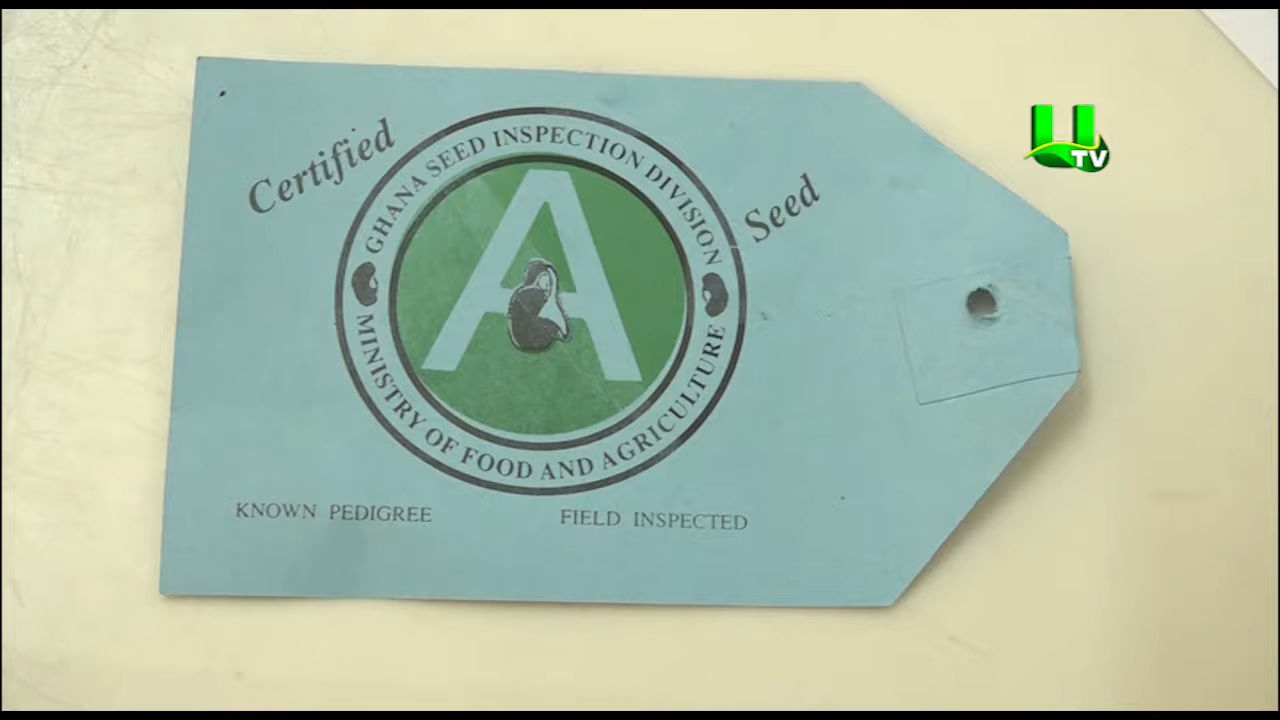 Certified Seed
GHANA SEED INSPECTION DIVISION
A
MINISTRY OF FOOD AND AGRICULTURE
KNOWN PEDIGREE
FIELD INSPECTED
U
TV